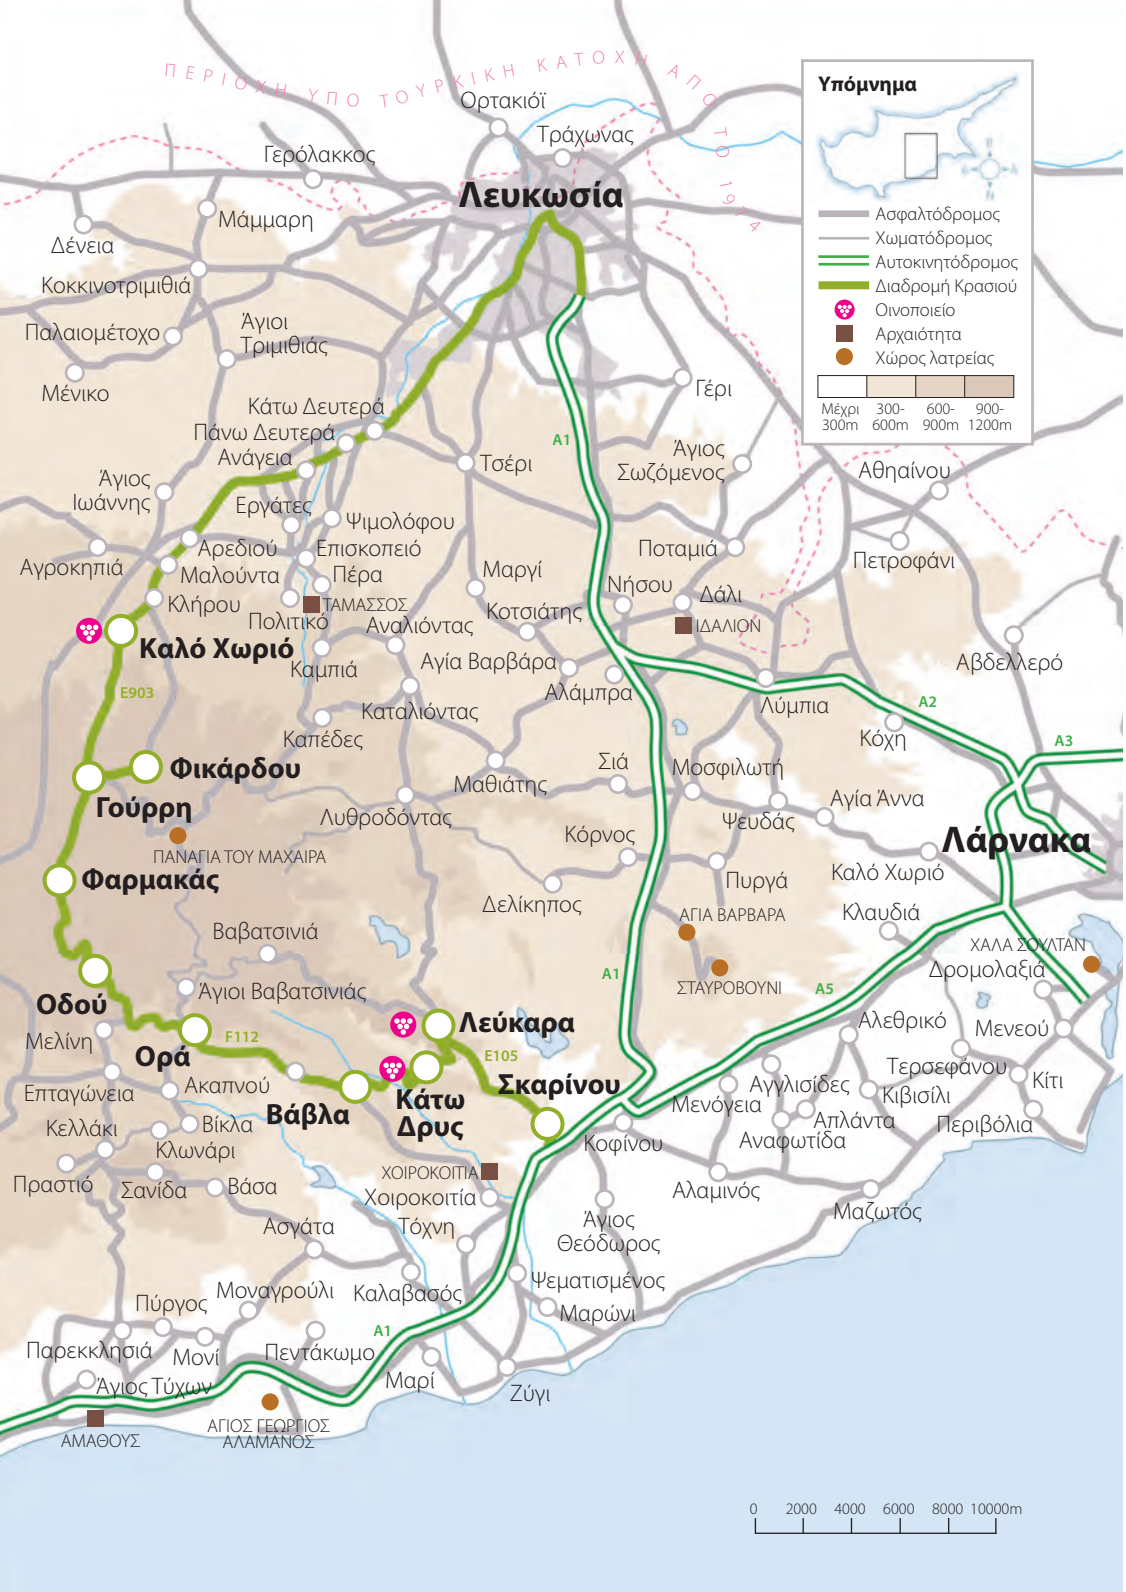 ΠΕΡΙΟΧΗ ΥΠΟ ΤΟΥΡΚΙΚΗ ΚΑΤΟΧΗ ΑΠΟ ΤΟ 1974
Υπόμνημα
Β
Δ
Α
Ν
Ασφαλτόδρομος
Χωματόδρομος
Αυτοκινητόδρομος
Διαδρομή Κρασιού
Οινοποιείο
Αρχαιότητα
Χώρος λατρείας
Μέχρι 300-	600-	900-
300m 600m 900m 1200m
Ορτακιόϊ
Τράχωνας
Γερόλακκος
Λευκωσία
Μάμμαρη
Δένεια
Κοκκινοτριμιθιά
Παλαιομέτοχο
Άγιοι
Τριμιθιάς
Μένικο
Γέρι
Κάτω Δευτερά
Πάνω Δευτερά
Ανάγεια
A1
Τσέρι
Άγιος
Σωζόμενος
Αθηαίνου
Άγιος
Ιωάννης
Εργάτες
Ψιμολόφου
Αρεδιού
Επισκοπειό
Αγροκηπιά
Μαλούντα
Πέρα
Μαργί
Ποταμιά
Πετροφάνι
Κλήρου
Πολιτικό
ΤΑΜΑΣΣΟΣ
Νήσου
Δάλι
Κοτσιάτης
ΙΔΑΛΙΟΝ
Αναλιόντας
Καλό Χωριό
Καμπιά
Αγία Βαρβάρα
Αλάμπρα
Αβδελλερό
E903
Λύμπια
A2
Καταλιόντας
Κόχη
A3
Καπέδες
Φικάρδου
Σιά
Μοσφιλωτή
Μαθιάτης
Γούρρη
Αγία Άννα
Λυθροδόντας
Ψευδάς
Κόρνος
Λάρνακα
ΠΑΝΑΓΙΑ ΤΟΥ ΜΑΧΑΙΡΑ
Φαρμακάς
Πυργά
Καλό Χωριό
Δελίκηπος
ΑΓΙΑ ΒΑΡΒΑΡΑ
Κλαυδιά
Βαβατσινιά
ΧΑΛΑ ΣΟΥΛΤΑΝ
A1
Δρομολαξιά
ΣΤΑΥΡΟΒΟΥΝΙ
A5
Άγιοι Βαβατσινιάς
Οδού
Λεύκαρα
Αλεθρικό
Μενεού
Μελίνη
F112
Ορά
E105
Τερσεφάνου
Κίτι
Ακαπνού
Σκαρίνου
Αγγλισίδες
Κιβισίλι
Επταγώνεια
Κάτω
Δρυς
Μενόγεια
Βάβλα
Απλάντα
Περιβόλια
Κελλάκι
Βίκλα
Αναφωτίδα
Κοφίνου
Κλωνάρι
ΧΟΙΡΟΚΟΙΤΙΑ
Πραστιό
Σανίδα
Βάσα
Χοιροκοιτία
Αλαμινός
Μαζωτός
Ασγάτα
Τόχνη
Άγιος
Θεόδωρος
Ψεματισμένος
Μοναγρούλι
Καλαβασός
Μαρώνι
Πύργος
A1
Παρεκκλησιά
Μονί
Πεντάκωμο
Μαρί
Άγιος Τύχων
Ζύγι
ΑΓΙΟΣ ΓΕΩΡΓΙΟΣ
ΑΛΑΜΑΝΟΣ
ΑΜΑΘΟΥΣ
0 2000 4000 6000 8000 10000m